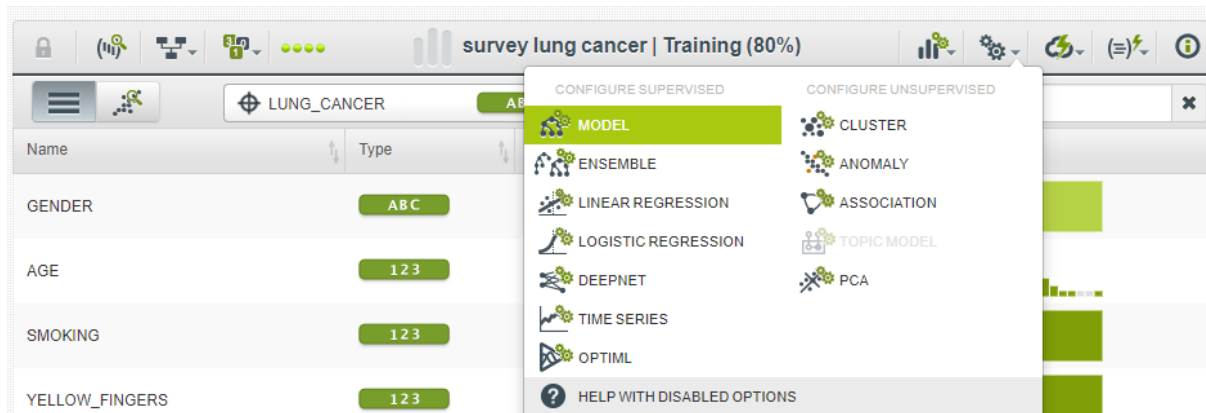 survey lung cancer | Training (80%)
LUNG_CANCER
CONFIGURE SUPERVISED
CONFIGURE UNSUPERVISED
MODEL
CLUSTER
ENSEMBLE
ANOMALY
LINEAR REGRESSION
ASSOCIATION
LOGISTIC REGRESSION
TOPIC MODEL
DEEPNET
PCA
TIME SERIES
OPTIML
HELP WITH DISABLED OPTIONS
Name Type
GENDER ABC
AGE 123
SMOKING 123
YELLOW_FINGERS 123